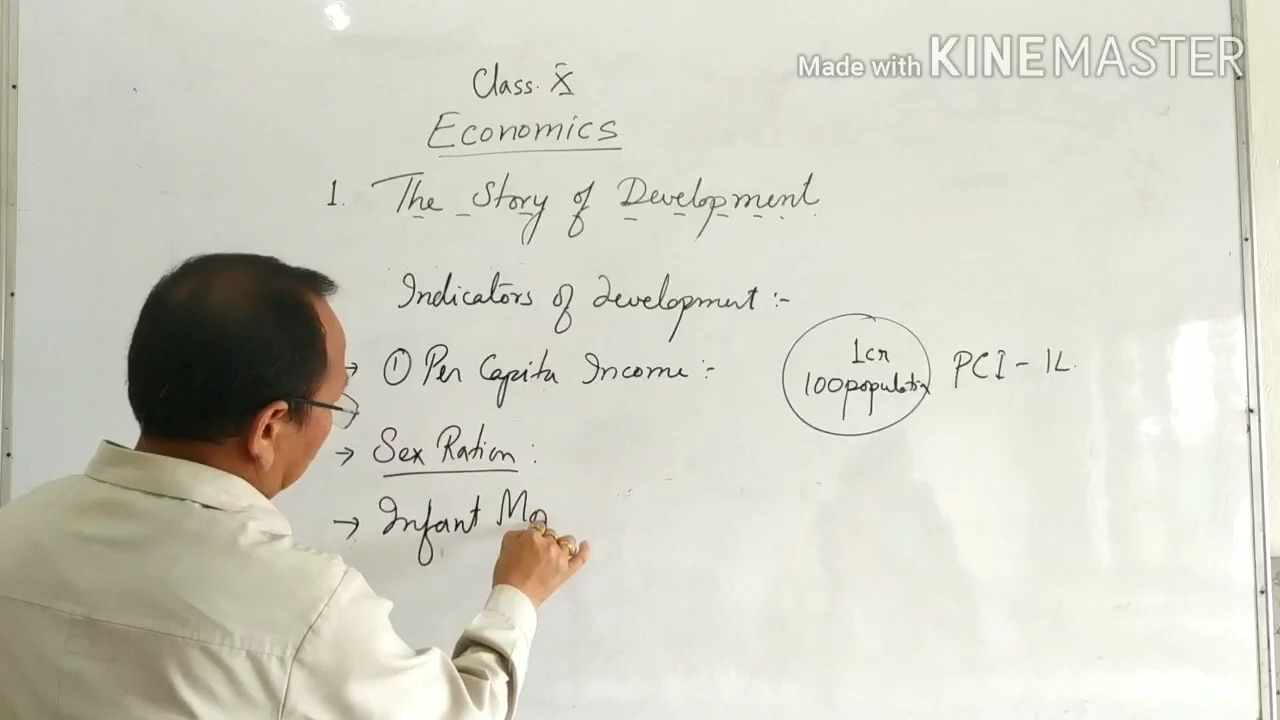 Made with KINEMASTER
Class. X
Economics
1. The Story of Development
Indicators of development :-
→ ① Per Capita Income :-
1cr
100 population
PCI - 1L.
→ Sex Ration :
→ Infant Mo